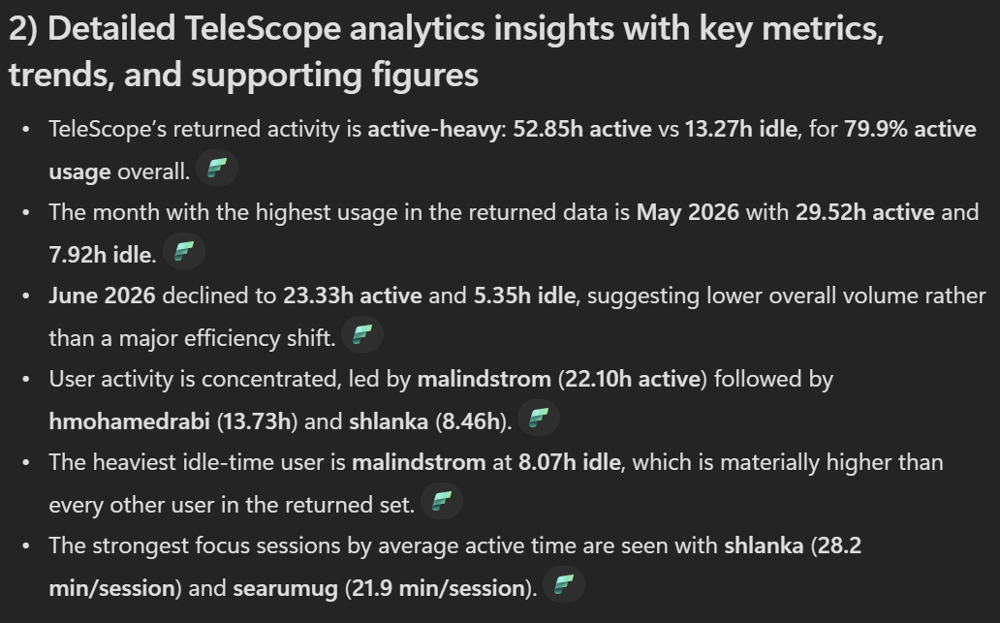 2) Detailed TeleScope analytics insights with key metrics,
trends, and supporting figures
• TeleScope’s returned activity is active-heavy: 52.85h active vs 13.27h idle, for 79.9% active
usage overall.
• The month with the highest usage in the returned data is May 2026 with 29.52h active and
7.92h idle.
• June 2026 declined to 23.33h active and 5.35h idle, suggesting lower overall volume rather
than a major efficiency shift.
• User activity is concentrated, led by malindstrom (22.10h active) followed by
hmohamedrabi (13.73h) and shlanka (8.46h).
• The heaviest idle-time user is malindstrom at 8.07h idle, which is materially higher than
every other user in the returned set.
• The strongest focus sessions by average active time are seen with shlanka (28.2
min/session) and searumug (21.9 min/session).